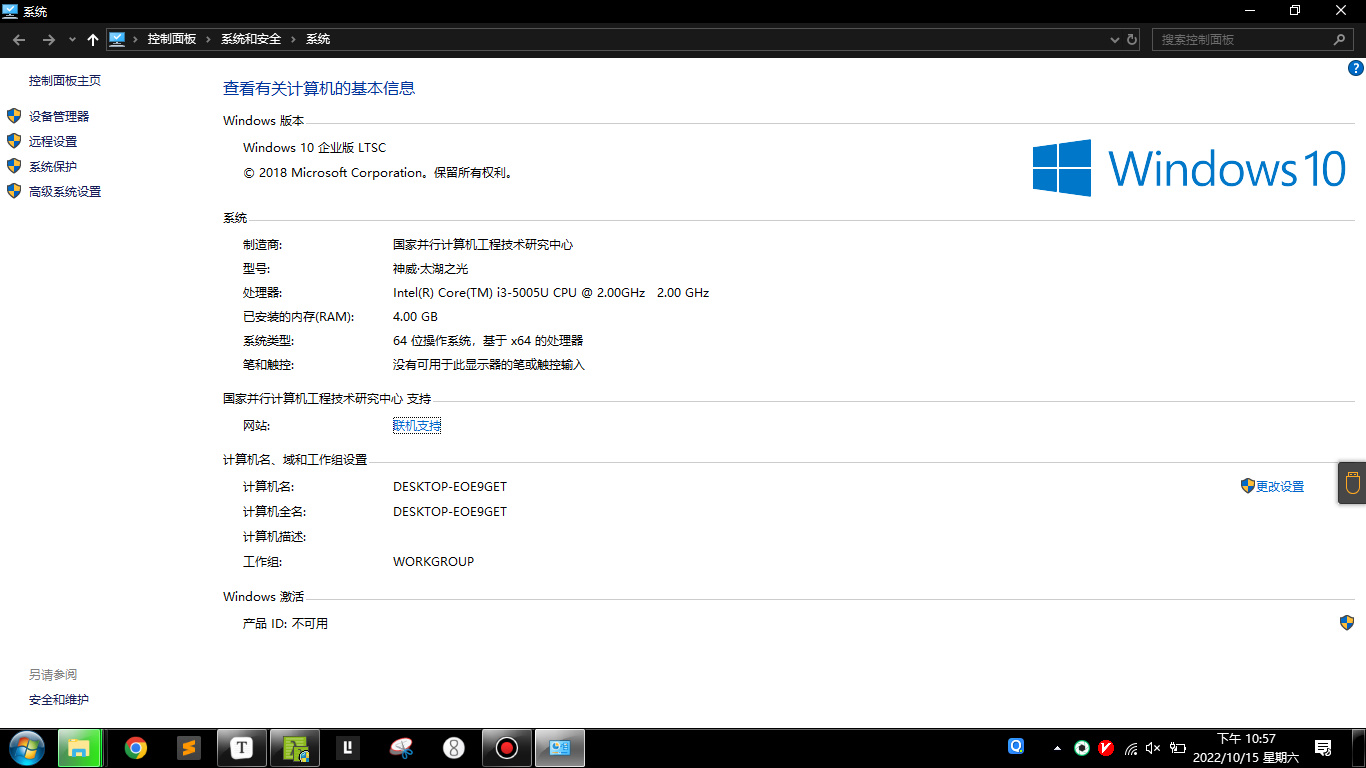 系统
控制面板 系统和安全 系统
搜索控制面板
控制面板主页
设备管理器
远程设置
系统保护
高级系统设置
查看有关计算机的基本信息
Windows 版本
Windows 10 企业版 LTSC
© 2018 Microsoft Corporation。保留所有权利。
Windows 10
系统
制造商: 国家并行计算机工程技术研究中心
型号: 神威·太湖之光
处理器: Intel(R) Core(TM) i3-5005U CPU @ 2.00GHz 2.00 GHz
已安装的内存(RAM): 4.00 GB
系统类型: 64 位操作系统，基于 x64 的处理器
笔和触控: 没有可用于此显示器的笔或触控输入
国家并行计算机工程技术研究中心 支持
网站: 联机支持
计算机名、域和工作组设置
计算机名: DESKTOP-EOE9GET 更改设置
计算机全名: DESKTOP-EOE9GET
计算机描述:
工作组: WORKGROUP
Windows 激活
产品 ID: 不可用
另请参阅
安全和维护
下午 10:57
2022/10/15 星期六